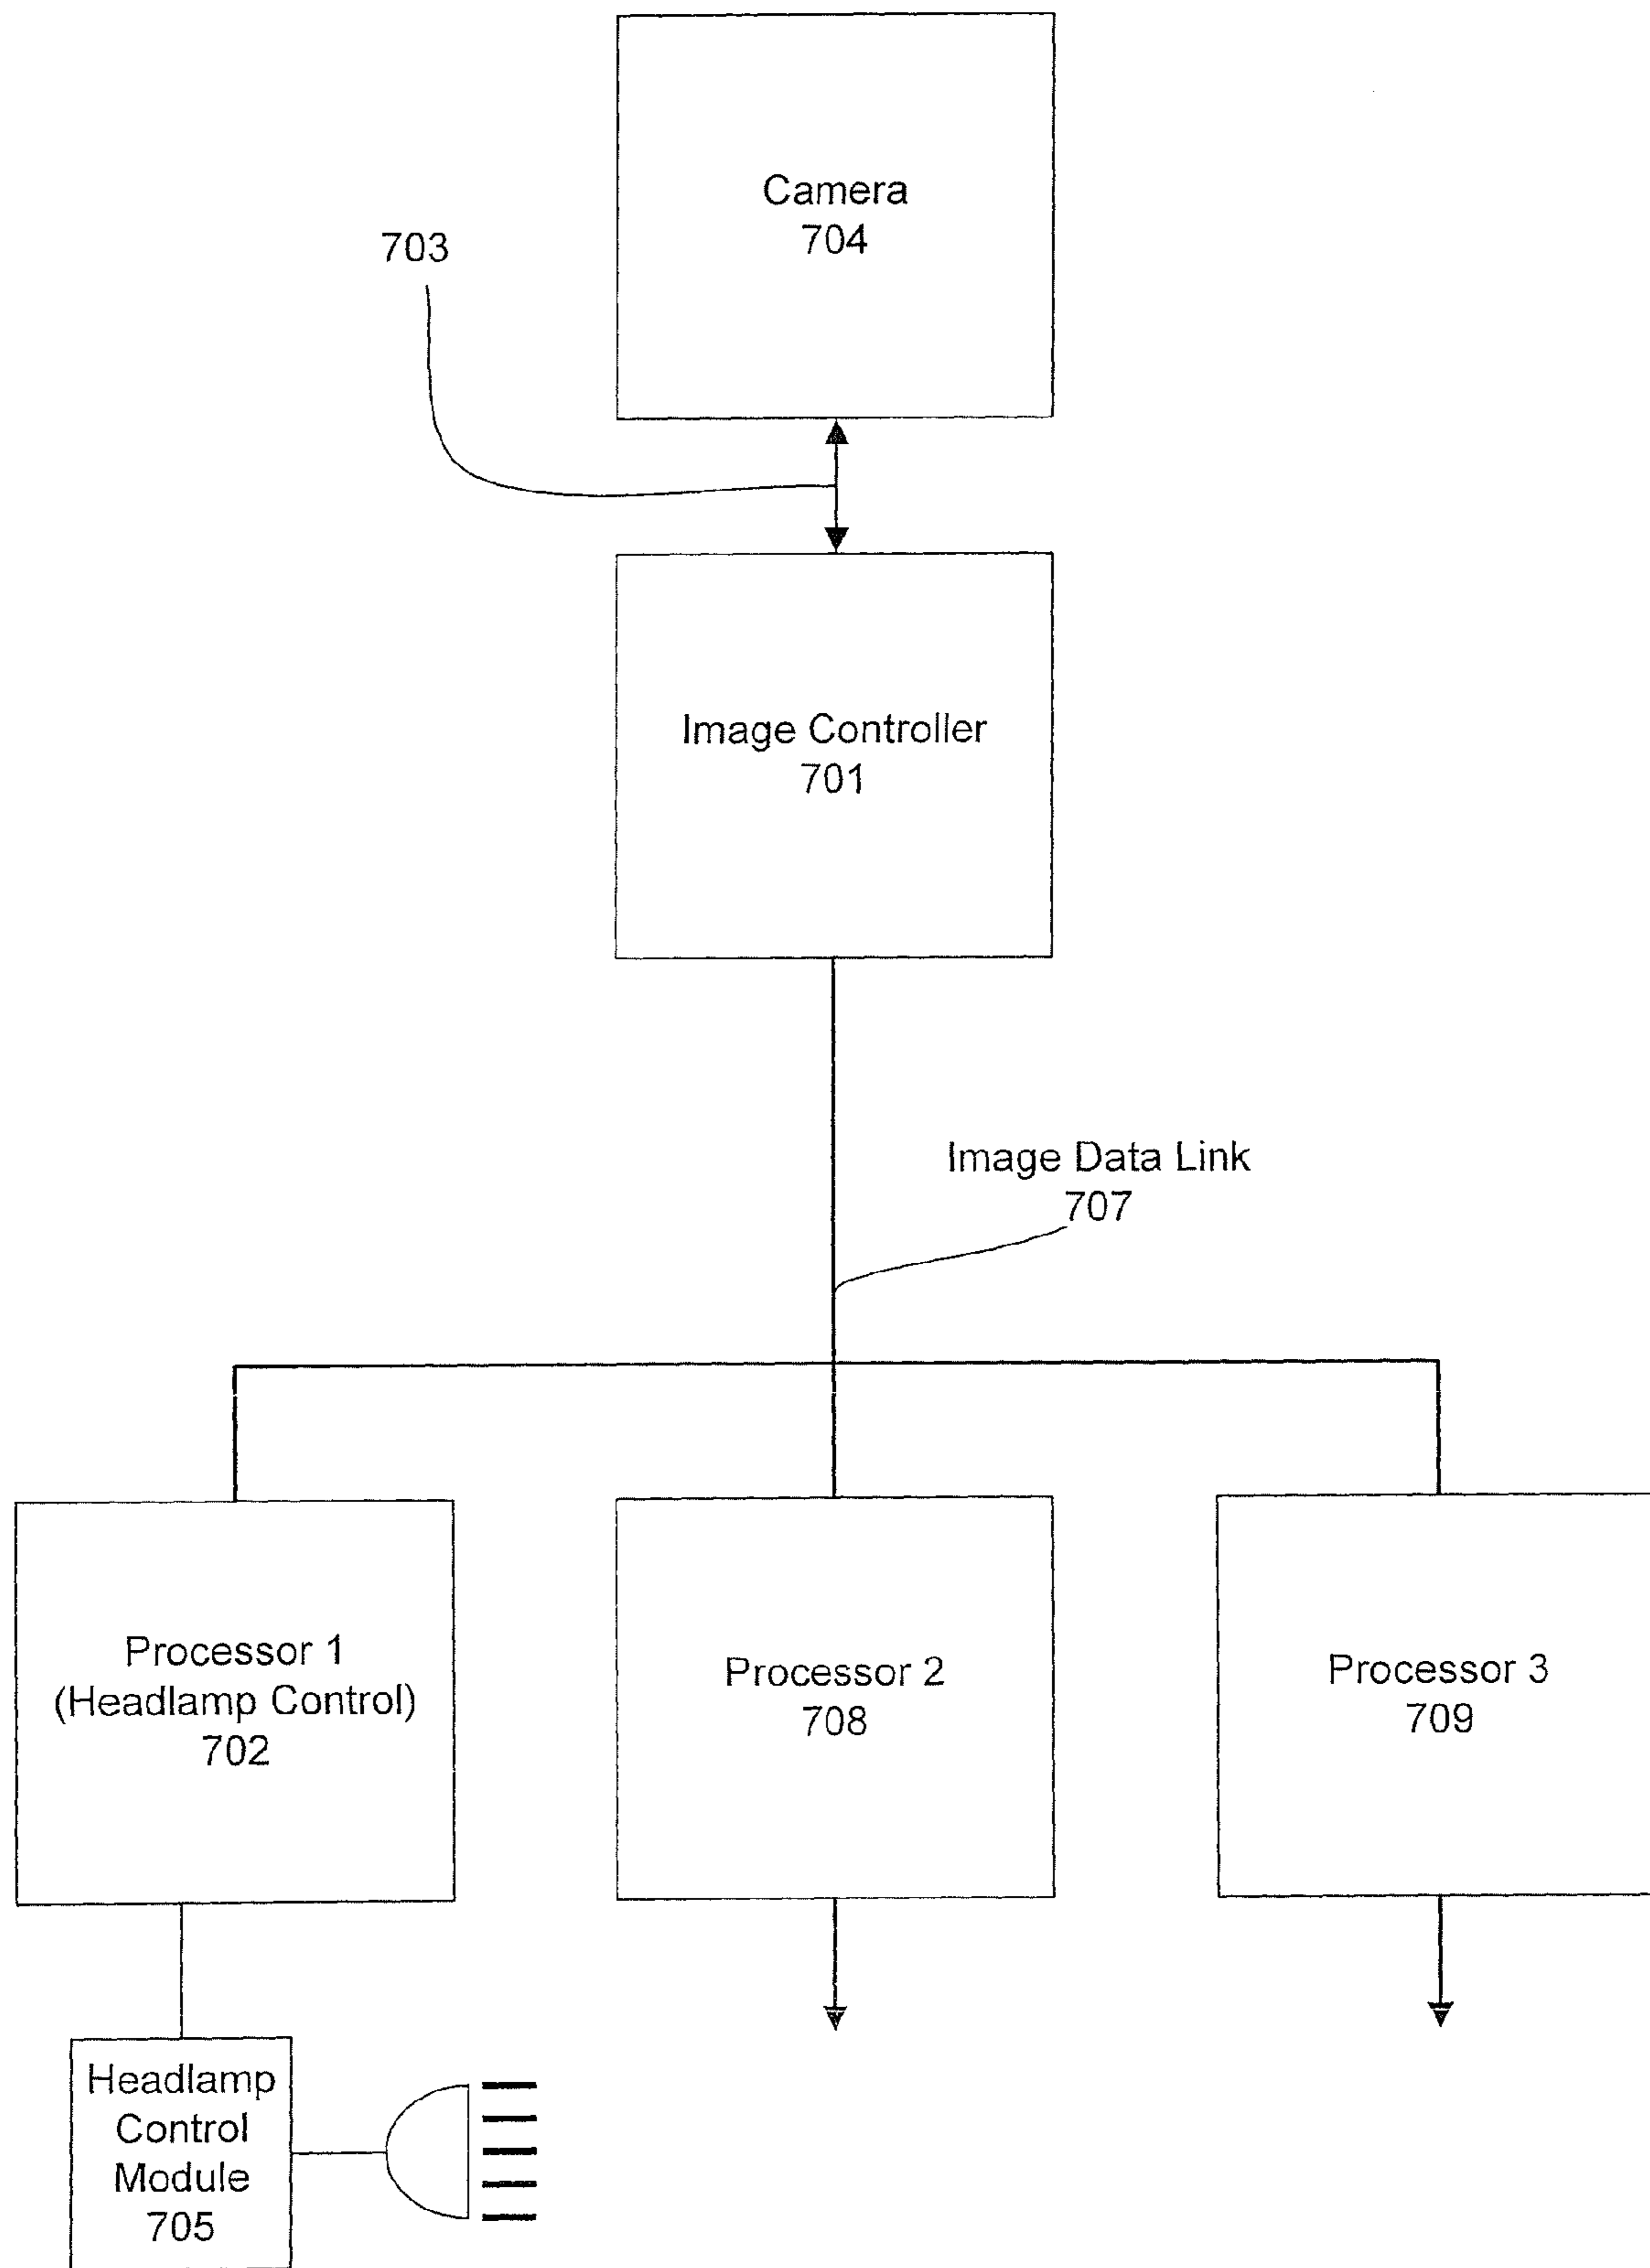 Camera
704
703
Image Controller
701
Image Data Link
707
Processor 1
(Headlamp Control)
702
Processor 2
708
Processor 3
709
Headlamp
Control
Module
705